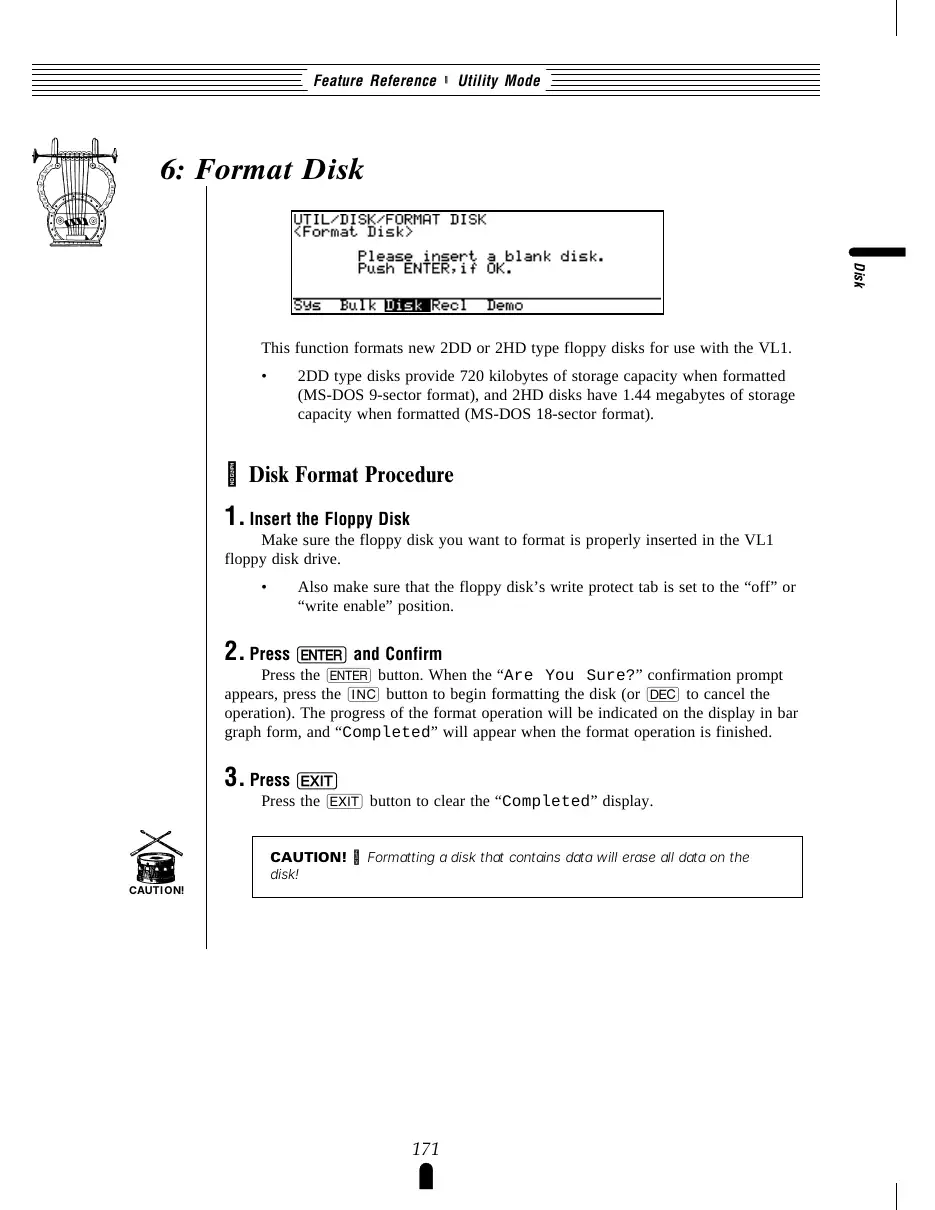 Feature Reference Utility Mode
6: Format Disk
UTIL/DISK/FORMAT DISK
<Format Disk>
Please insert a blank disk.
Push ENTER,if OK.
Sys Bulk Disk Recl Demo
Disk
This function formats new 2DD or 2HD type floppy disks for use with the VL1.
• 2DD type disks provide 720 kilobytes of storage capacity when formatted
(MS-DOS 9-sector format), and 2HD disks have 1.44 megabytes of storage
capacity when formatted (MS-DOS 18-sector format).
Disk Format Procedure
1. Insert the Floppy Disk
Make sure the floppy disk you want to format is properly inserted in the VL1
floppy disk drive.
• Also make sure that the floppy disk’s write protect tab is set to the “off” or
“write enable” position.
2. Press ENTER and Confirm
Press the ENTER button. When the “Are You Sure?” confirmation prompt
appears, press the INC button to begin formatting the disk (or DEC to cancel the
operation). The progress of the format operation will be indicated on the display in bar
graph form, and “Completed” will appear when the format operation is finished.
3. Press EXIT
Press the EXIT button to clear the “Completed” display.
CAUTION!
CAUTION! Formatting a disk that contains data will erase all data on the
disk!
171